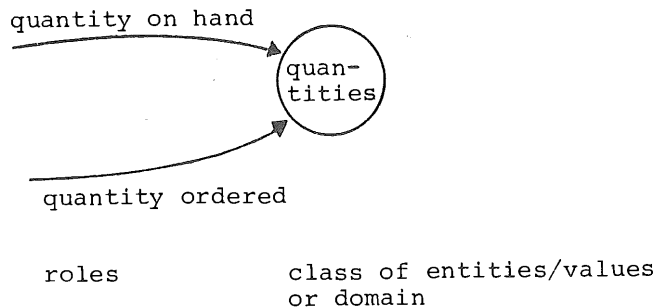 quantity on hand
quan-
tities
quantity ordered
roles
class of entities/values
or domain